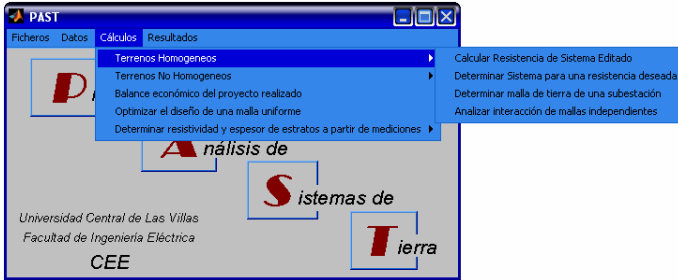 PAST
Ficheros Datos Cálculos Resultados
Terrenos Homogeneos
Terrenos No Homogeneos
Balance económico del proyecto realizado
Optimizar el diseño de una malla uniforme
Determinar resistividad y espesor de estratos a partir de mediciones
Calcular Resistencia de Sistema Editado
Determinar Sistema para una resistencia deseada
Determinar malla de tierra de una subestación
Analizar interacción de mallas independientes
P
Análisis de
Sistemas de
Tierra
Universidad Central de Las Villas
Facultad de Ingeniería Eléctrica
CEE